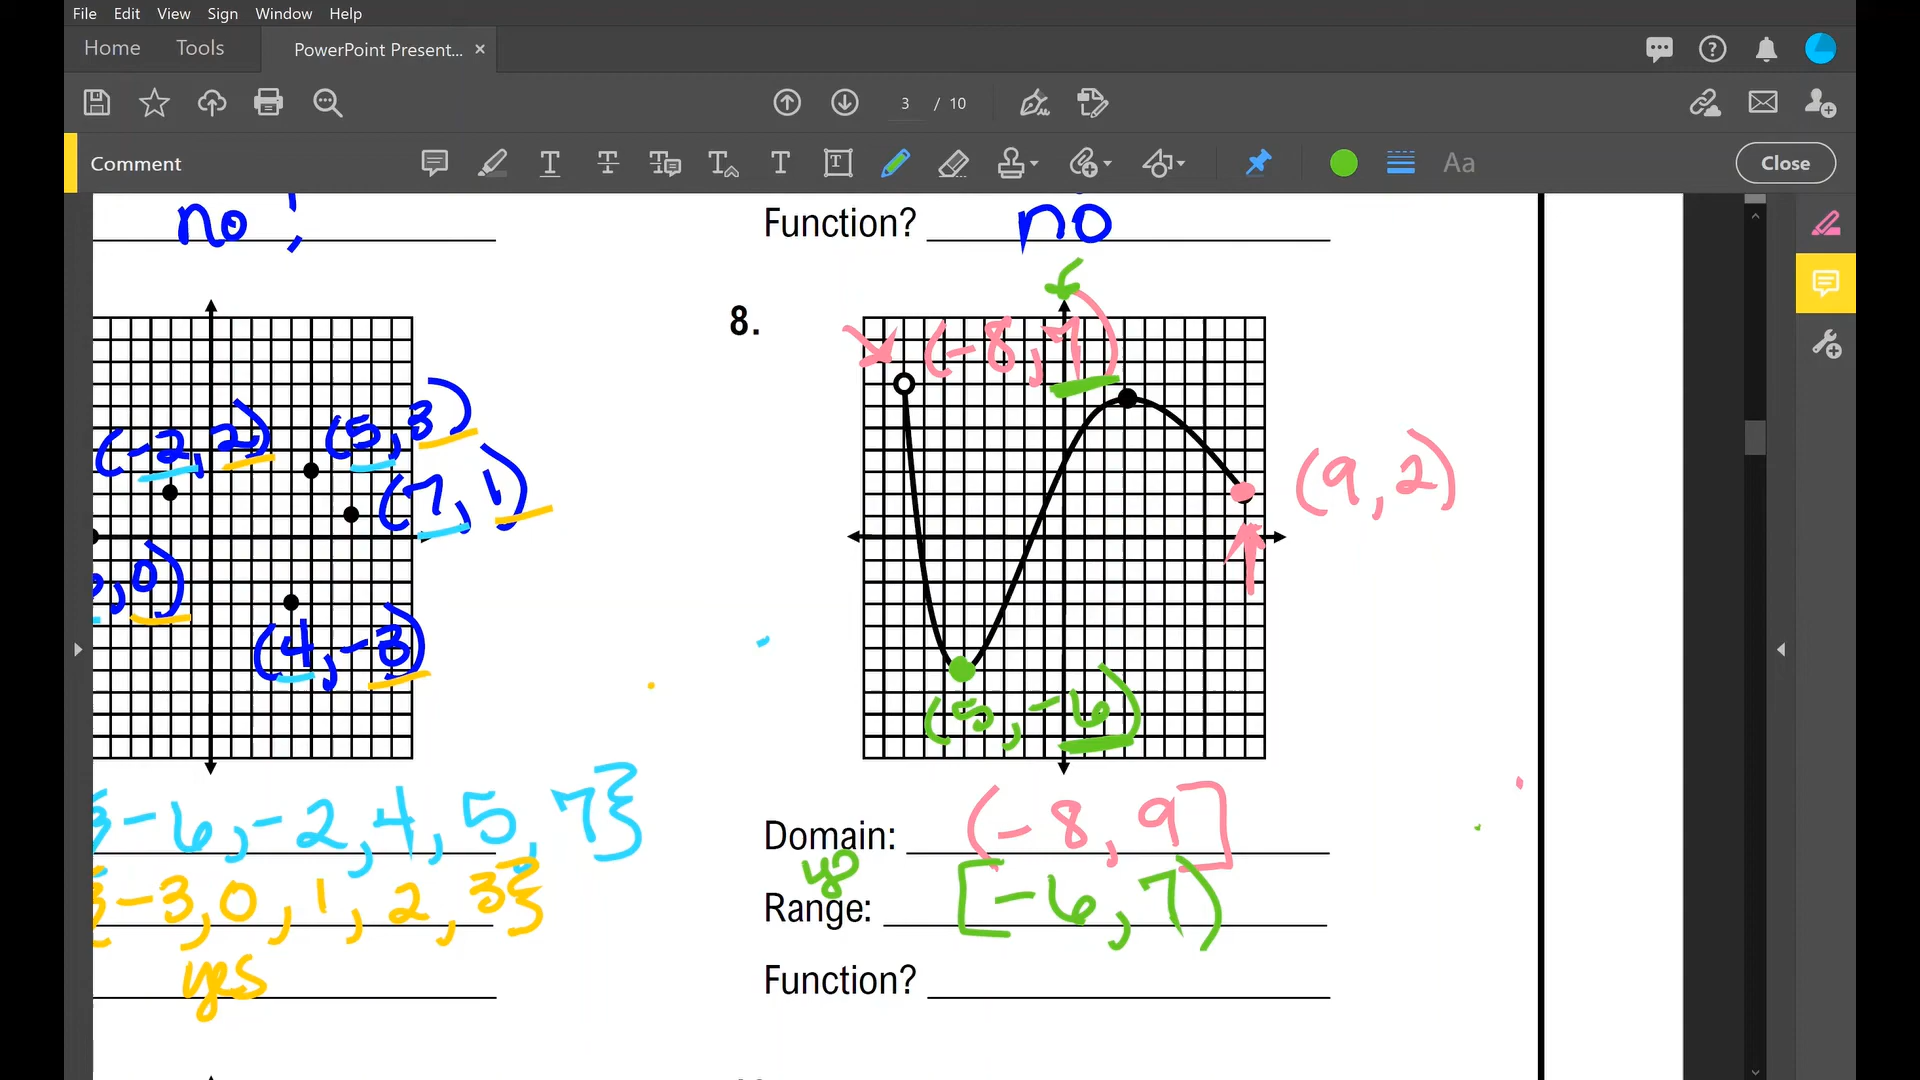 File Edit View Sign Window Help
Home Tools PowerPoint Present... ×
3 / 10
Comment Aa Close
no!
Function? no
8.
(-8, 7)
(-2, 2) (5, 3)
(7, 1)
(9, 2)
, 0)
(4, -3)
(5, -6)
{-6, -2, 4, 5, 7}
Domain: (-8, 9]
{-3, 0, 1, 2, 3}
Range: [-6, 7)
yes
Function?